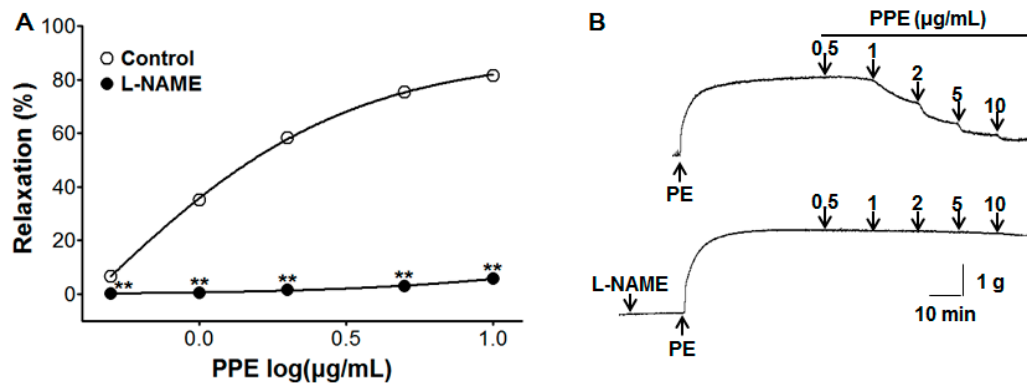 A
100
80
60
40
20
0
Relaxation (%)
Control
L-NAME
**
**
**
**
**
0.0
0.5
1.0
PPE log(μg/mL)
B
PPE (μg/mL)
0,5
1
2
5
10
PE
0,5
1
2
5
10
L-NAME
PE
1 g
10 min